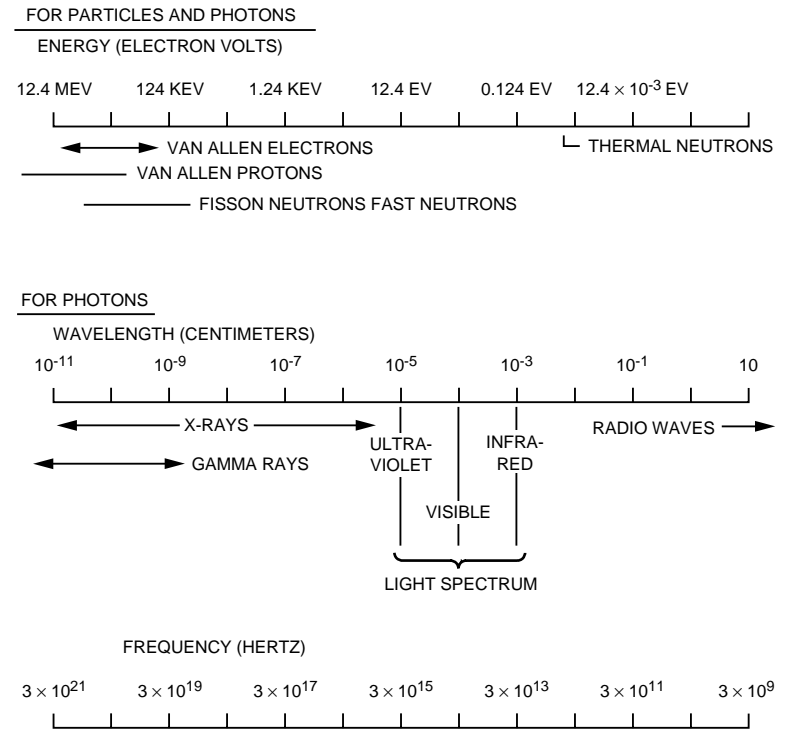 FOR PARTICLES AND PHOTONS
ENERGY (ELECTRON VOLTS)
12.4 MEV 124 KEV 1.24 KEV 12.4 EV 0.124 EV 12.4 × 10⁻³ EV
VAN ALLEN ELECTRONS THERMAL NEUTRONS
VAN ALLEN PROTONS
FISSON NEUTRONS FAST NEUTRONS
FOR PHOTONS
WAVELENGTH (CENTIMETERS)
10⁻¹¹ 10⁻⁹ 10⁻⁷ 10⁻⁵ 10⁻³ 10⁻¹ 10
X-RAYS RADIO WAVES
ULTRA-
VIOLET
INFRA-
RED
GAMMA RAYS
VISIBLE
LIGHT SPECTRUM
FREQUENCY (HERTZ)
3 × 10²¹ 3 × 10¹⁹ 3 × 10¹⁷ 3 × 10¹⁵ 3 × 10¹³ 3 × 10¹¹ 3 × 10⁹